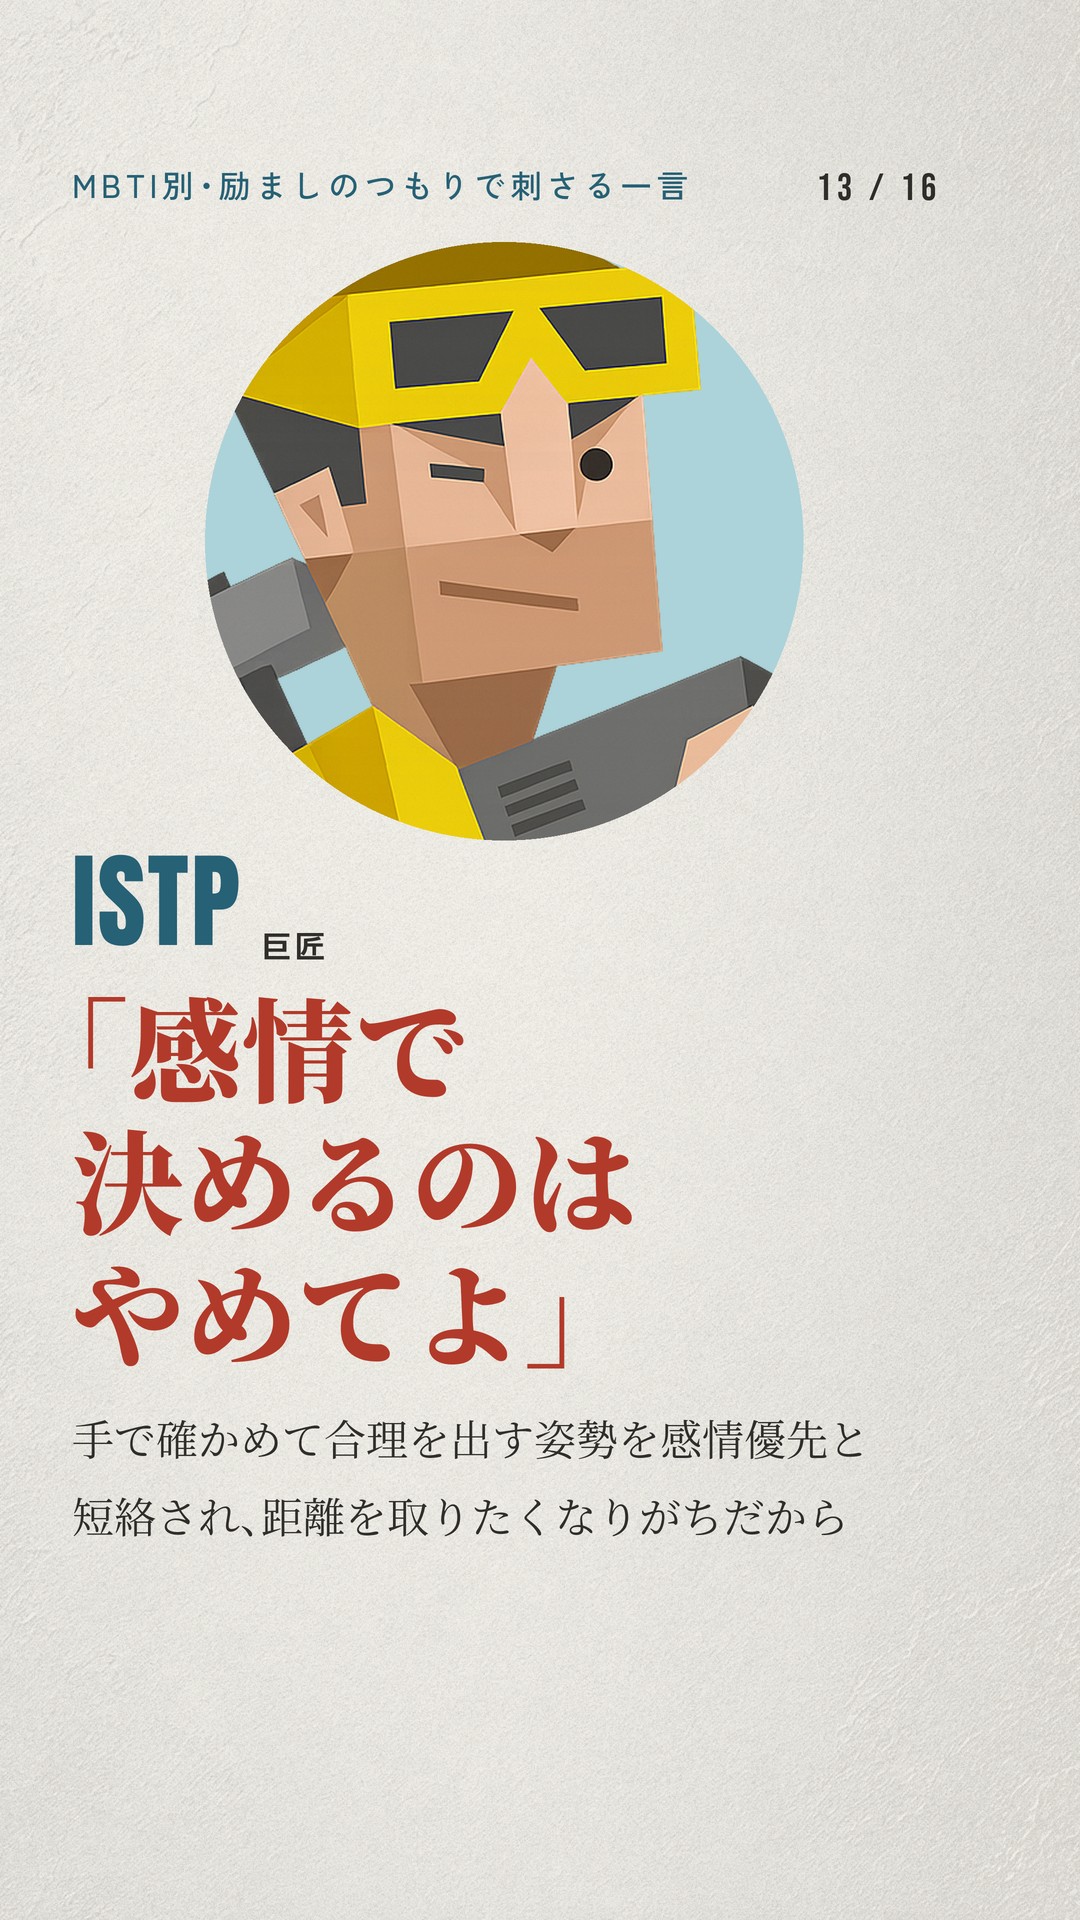 MBTI別・励ましのつもりで刺さる一言
13 / 16
ISTP
巨匠
「感情で
決めるのは
やめてよ」
手で確かめて合理を出す姿勢を感情優先と
短絡され、距離を取りたくなりがちだから